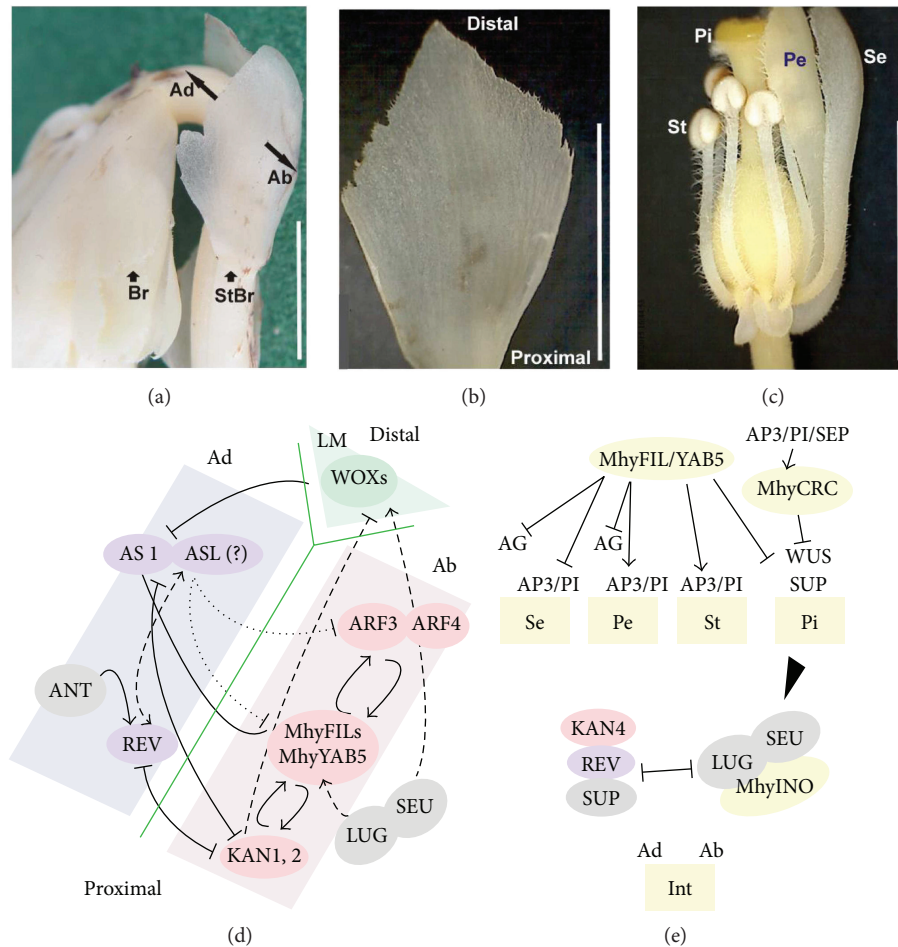 Ad
Ab
Br
StBr
(a)
Distal
Proximal
(b)
Pi
Pe
Se
St
(c)
LM
Distal
Ad
WOXs
AS 1
ASL (?)
Ab
ARF3
ARF4
ANT
REV
MhyFILs
MhyYAB5
SEU
LUG
KAN1, 2
Proximal
(d)
AP3/PI/SEP
MhyFIL/YAB5
MhyCRC
AG
AG
WUS
AP3/PI
AP3/PI
AP3/PI
SUP
Se
Pe
St
Pi
KAN4
REV
SUP
SEU
LUG
MhyINO
Ad
Ab
Int
(e)